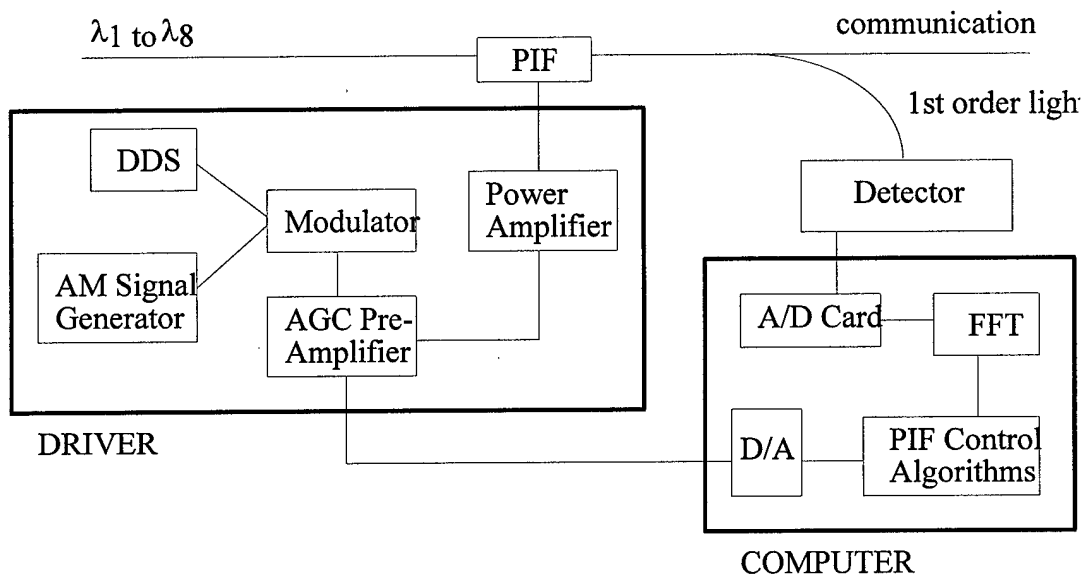 λ1 to λ8
PIF
communication
1st order ligh
DDS
Modulator
Power
Amplifier
Detector
AM Signal
Generator
AGC Pre-
Amplifier
A/D Card
FFT
DRIVER
D/A
PIF Control
Algorithms
COMPUTER